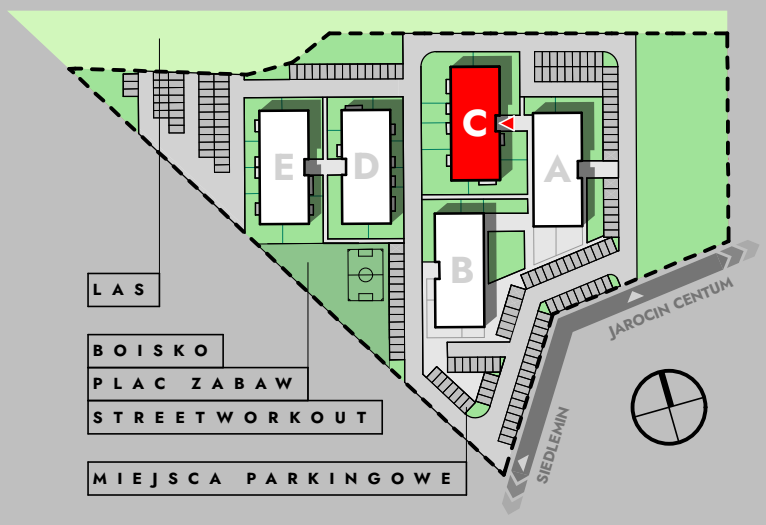 C
E
D
A
B
LAS
BOISKO
PLAC ZABAW
STREETWORKOUT
MIEJSCA PARKINGOWE
JAROCIN CENTUM
SIEDLEMIN